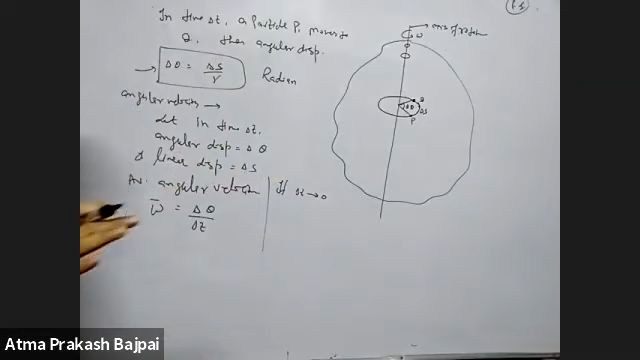 P.1
In time Δt, a Particle P, moves to
Q, then angular disp.
Δθ = Δs/r Radian
angular velocity →
Let in time Δt,
angular disp = Δθ
& linear disp = Δs
Av. angular velocity
ω̄ = Δθ/Δt
If Δt → 0
axis of rotation
ω
Q
Δθ
Δs
P
Atma Prakash Bajpai